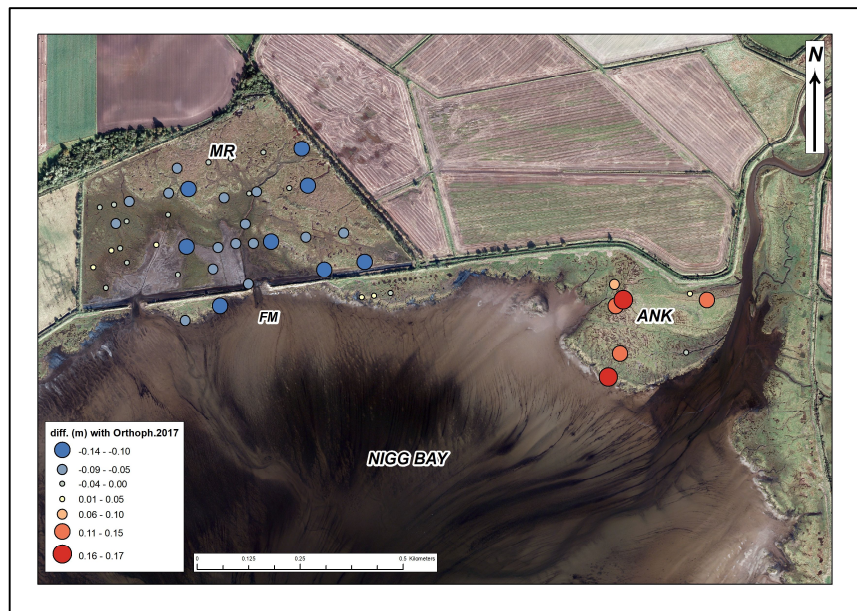 N
MR
FM
ANK
NIGG BAY
diff. (m) with Orthoph.2017
-0.14 - -0.10
-0.09 - -0.05
-0.04 - 0.00
0.01 - 0.05
0.06 - 0.10
0.11 - 0.15
0.16 - 0.17
0 0.125 0.25 0.5 Kilometers